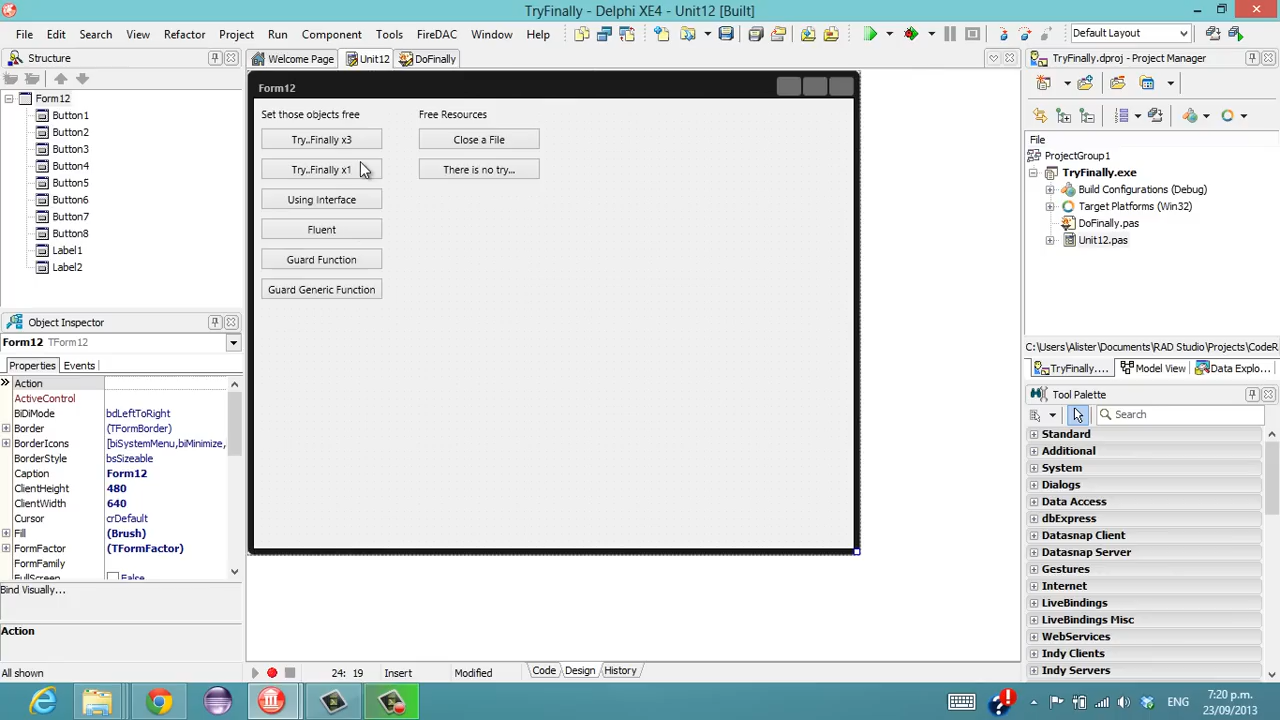 TryFinally - Delphi XE4 - Unit12 [Built]
File Edit Search View Refactor Project Run Component Tools FireDAC Window Help
Default Layout
Structure
Form12
Button1
Button2
Button3
Button4
Button5
Button6
Button7
Button8
Label1
Label2
Object Inspector
Form12 TForm12
Properties Events
Action
ActiveControl
BiDiMode bdLeftToRight
Border (TFormBorder)
BorderIcons [biSystemMenu,biMinimize,
BorderStyle bsSizeable
Caption Form12
ClientHeight 480
ClientWidth 640
Cursor crDefault
Fill (Brush)
FormFactor (TFormFactor)
FormFamily
FullScreen False
Bind Visually...
Action
All shown
Welcome Page Unit12 DoFinally
Form12
Set those objects free
Try..Finally x3
Try..Finally x1
Using Interface
Fluent
Guard Function
Guard Generic Function
Free Resources
Close a File
There is no try...
24: 19 Insert Modified Code Design History
TryFinally.dproj - Project Manager
File
ProjectGroup1
TryFinally.exe
Build Configurations (Debug)
Target Platforms (Win32)
DoFinally.pas
Unit12.pas
C:\Users\Alister\Documents\RAD Studio\Projects\CodeR
TryFinally.... Model View Data Explo...
Tool Palette
Search
Standard
Additional
System
Dialogs
Data Access
dbExpress
Datasnap Client
Datasnap Server
Gestures
Internet
LiveBindings
LiveBindings Misc
WebServices
Indy Clients
Indy Servers
ENG
7:20 p.m.
23/09/2013